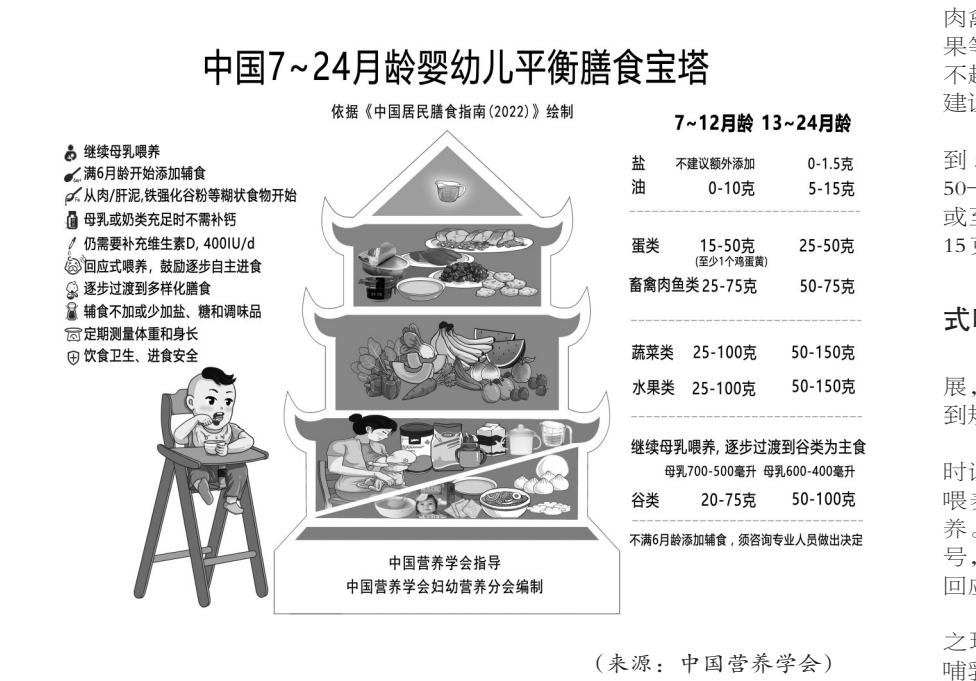 中国7~24月龄婴幼儿平衡膳食宝塔
依据《中国居民膳食指南(2022)》绘制
继续母乳喂养
满6月龄开始添加辅食
从肉/肝泥,铁强化谷粉等糊状食物开始
母乳或奶类充足时不需补钙
仍需要补充维生素D, 400IU/d
回应式喂养，鼓励逐步自主进食
逐步过渡到多样化膳食
辅食不加或少加盐、糖和调味品
定期测量体重和身长
饮食卫生、进食安全
7~12月龄 13~24月龄
盐 不建议额外添加 0-1.5克
油 0-10克 5-15克
蛋类 15-50克 25-50克
(至少1个鸡蛋黄)
畜禽肉鱼类 25-75克 50-75克
蔬菜类 25-100克 50-150克
水果类 25-100克 50-150克
继续母乳喂养, 逐步过渡到谷类为主食
母乳700-500毫升 母乳600-400毫升
谷类 20-75克 50-100克
不满6月龄添加辅食，须咨询专业人员做出决定
中国营养学会指导
中国营养学会妇幼营养分会编制
（来源：中国营养学会）
果等
建议
到
50
或至
15克
展，
到
时
喂养
养。
号，
回应
哺乳